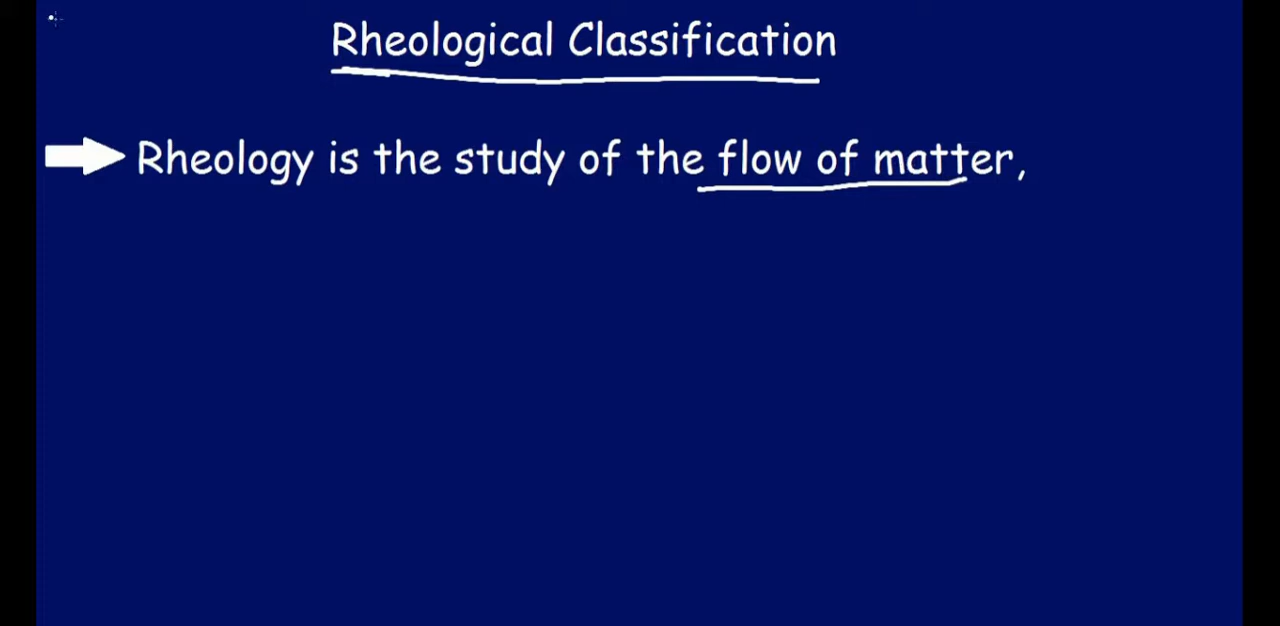 Rheological Classification
Rheology is the study of the flow of matter,